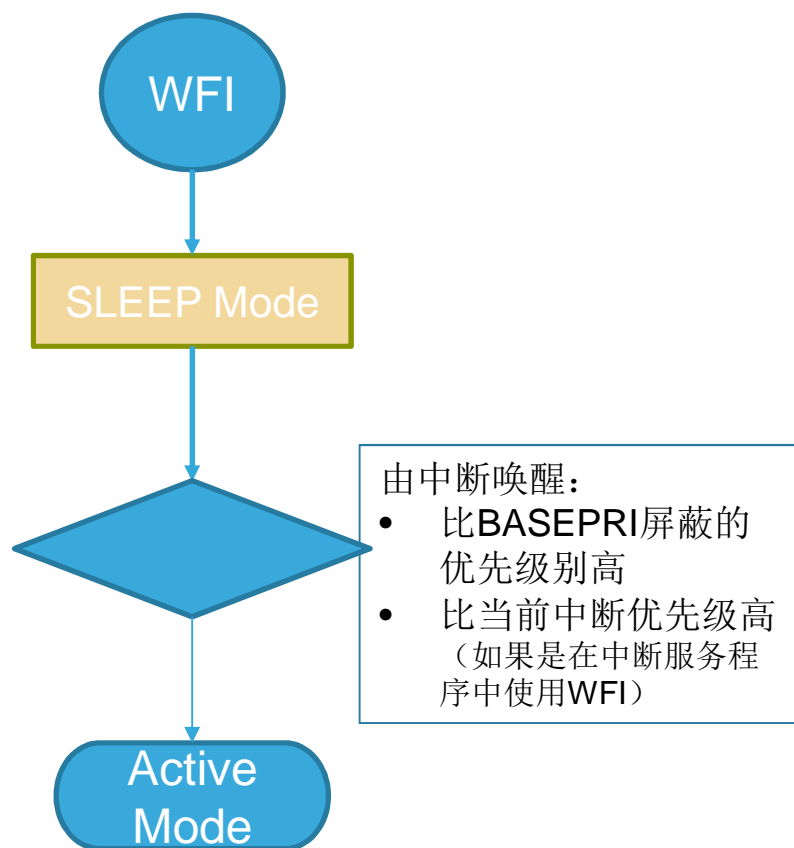 WFI
SLEEP Mode
由中断唤醒：
• 比BASEPRI屏蔽的
优先级别高
• 比当前中断优先级高
（如果是在中断服务程
序中使用WFI）
Active
Mode